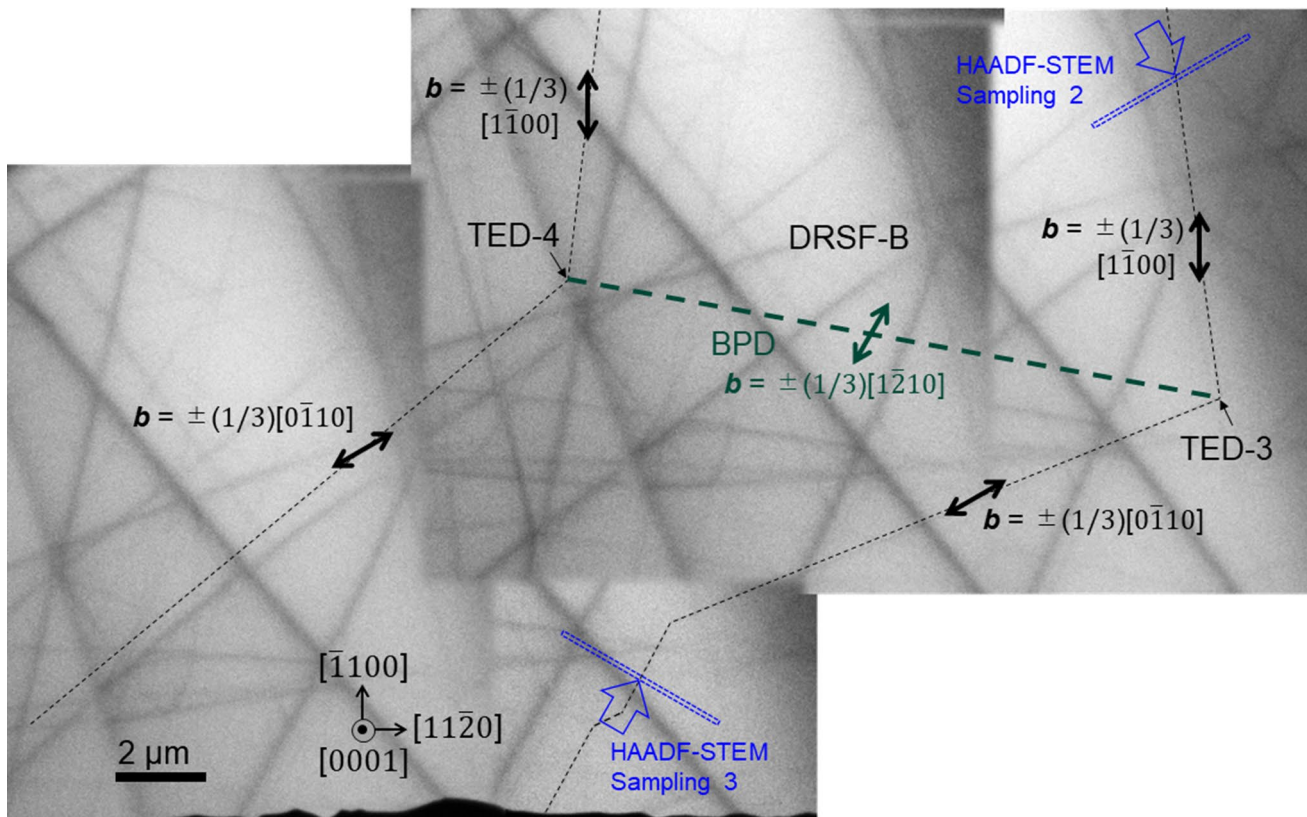 HAADF-STEM
Sampling 2
b = ±(1/3)
[11̄00]
TED-4
DRSF-B
b = ±(1/3)
[11̄00]
BPD
b = ±(1/3)[12̄10]
b = ±(1/3)[01̄10]
TED-3
b = ±(1/3)[01̄10]
[1̄100]
[112̄0]
[0001]
2 μm
HAADF-STEM
Sampling 3